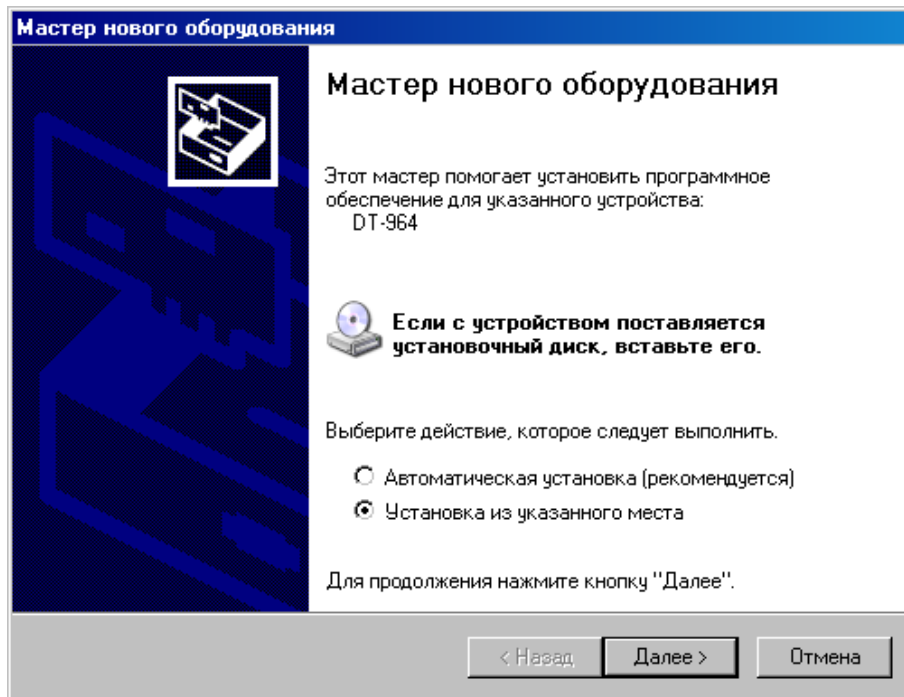 Мастер нового оборудования
Мастер нового оборудования
Этот мастер помогает установить программное
обеспечение для указанного устройства:
DT-964
Если с устройством поставляется
установочный диск, вставьте его.
Выберите действие, которое следует выполнить.
Автоматическая установка (рекомендуется)
Установка из указанного места
Для продолжения нажмите кнопку "Далее".
< Назад
Далее >
Отмена